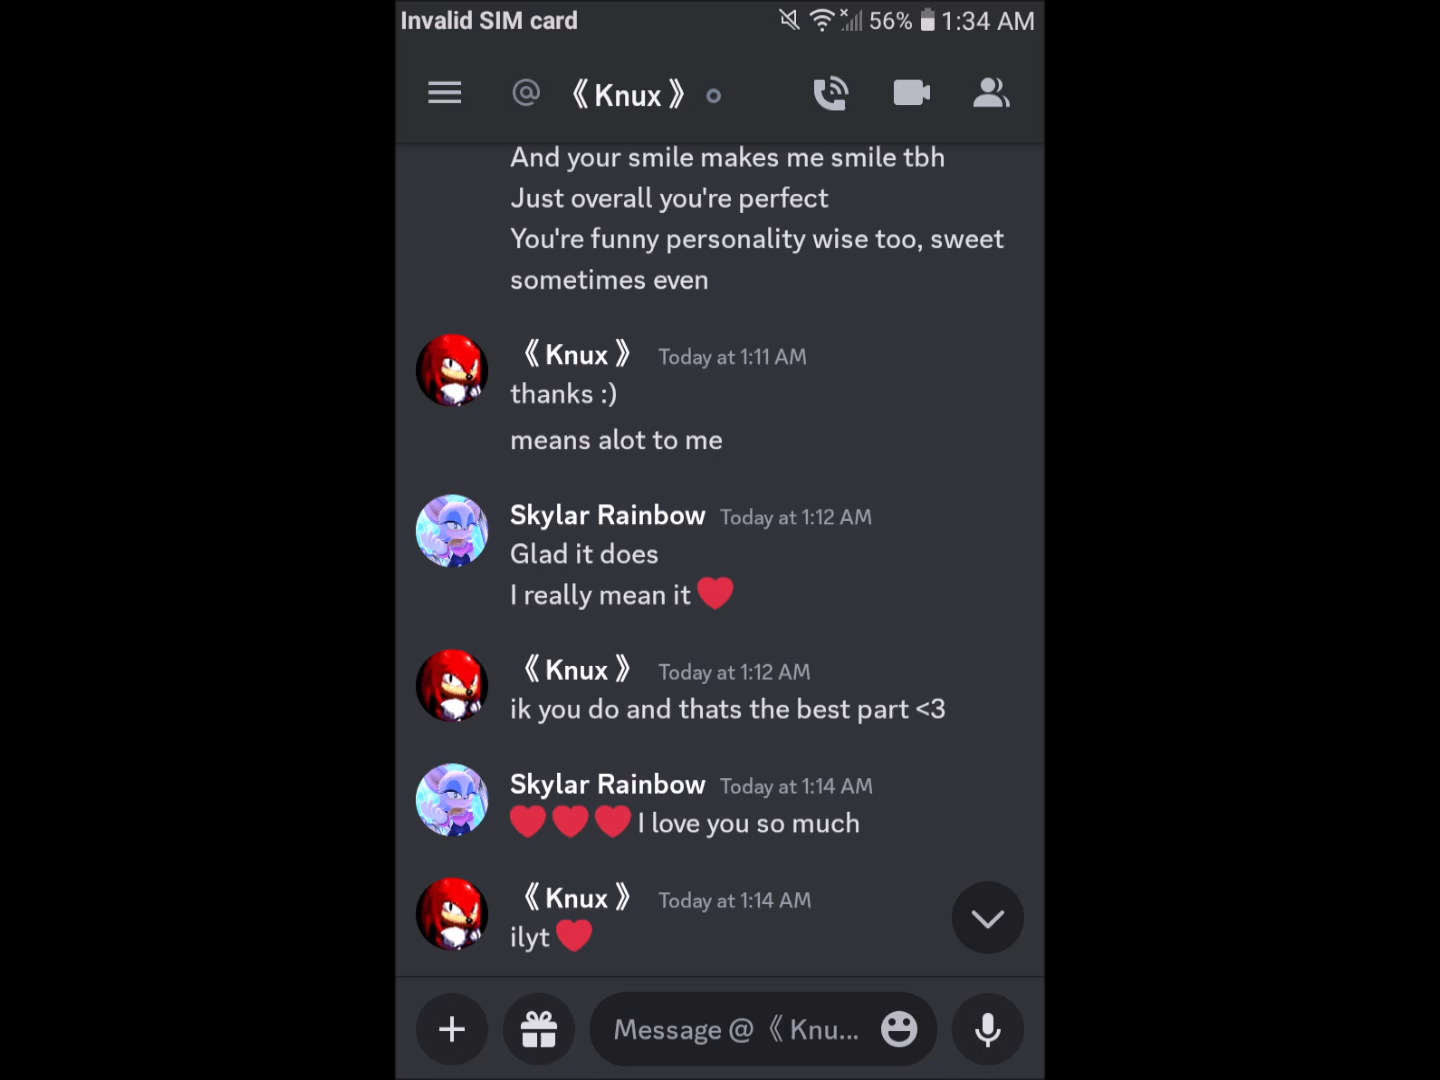 Invalid SIM card 56% 1:34 AM
@ 《Knux》
And your smile makes me smile tbh
Just overall you're perfect
You're funny personality wise too, sweet
sometimes even
《Knux》 Today at 1:11 AM
thanks :)
means alot to me
Skylar Rainbow Today at 1:12 AM
Glad it does
I really mean it ❤️
《Knux》 Today at 1:12 AM
ik you do and thats the best part <3
Skylar Rainbow Today at 1:14 AM
❤️❤️❤️ I love you so much
《Knux》 Today at 1:14 AM
ilyt ❤️
Message @《Knu...